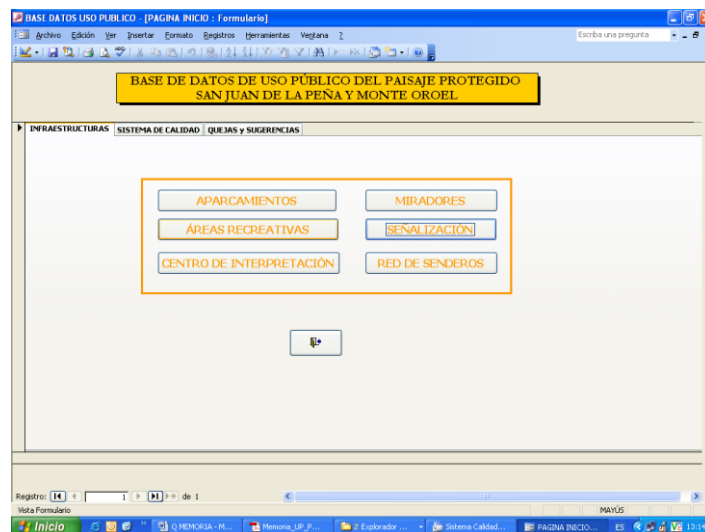 BASE DATOS USO PUBLICO - [PAGINA INICIO : Formulario]
Archivo Edición Ver Insertar Formato Registros Herramientas Ventana ? Escriba una pregunta
BASE DE DATOS DE USO PÚBLICO DEL PAISAJE PROTEGIDO
SAN JUAN DE LA PEÑA Y MONTE OROEL
INFRAESTRUCTURAS SISTEMA DE CALIDAD QUEJAS y SUGERENCIAS
APARCAMIENTOS MIRADORES
ÁREAS RECREATIVAS SEÑALIZACIÓN
CENTRO DE INTERPRETACIÓN RED DE SENDEROS
Registro: 1 de 1
Vista Formulario MAYÚS
Inicio Q MEMORIA - M... Memoria_UP_P... 2 Explorador ... Sistema Calidad... PAGINA INICIO... ES 13:14